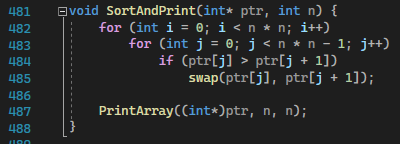 481 void SortAndPrint(int* ptr, int n) {
482 for (int i = 0; i < n * n; i++)
483 for (int j = 0; j < n * n - 1; j++)
484 if (ptr[j] > ptr[j + 1])
485 swap(ptr[j], ptr[j + 1]);
486
487 PrintArray((int*)ptr, n, n);
488 }